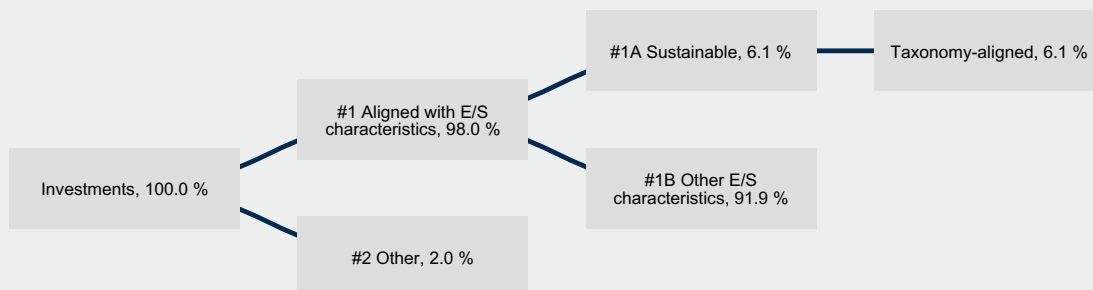 #1A Sustainable, 6.1 %
Taxonomy-aligned, 6.1 %
#1 Aligned with E/S
characteristics, 98.0 %
Investments, 100.0 %
#1B Other E/S
characteristics, 91.9 %
#2 Other, 2.0 %